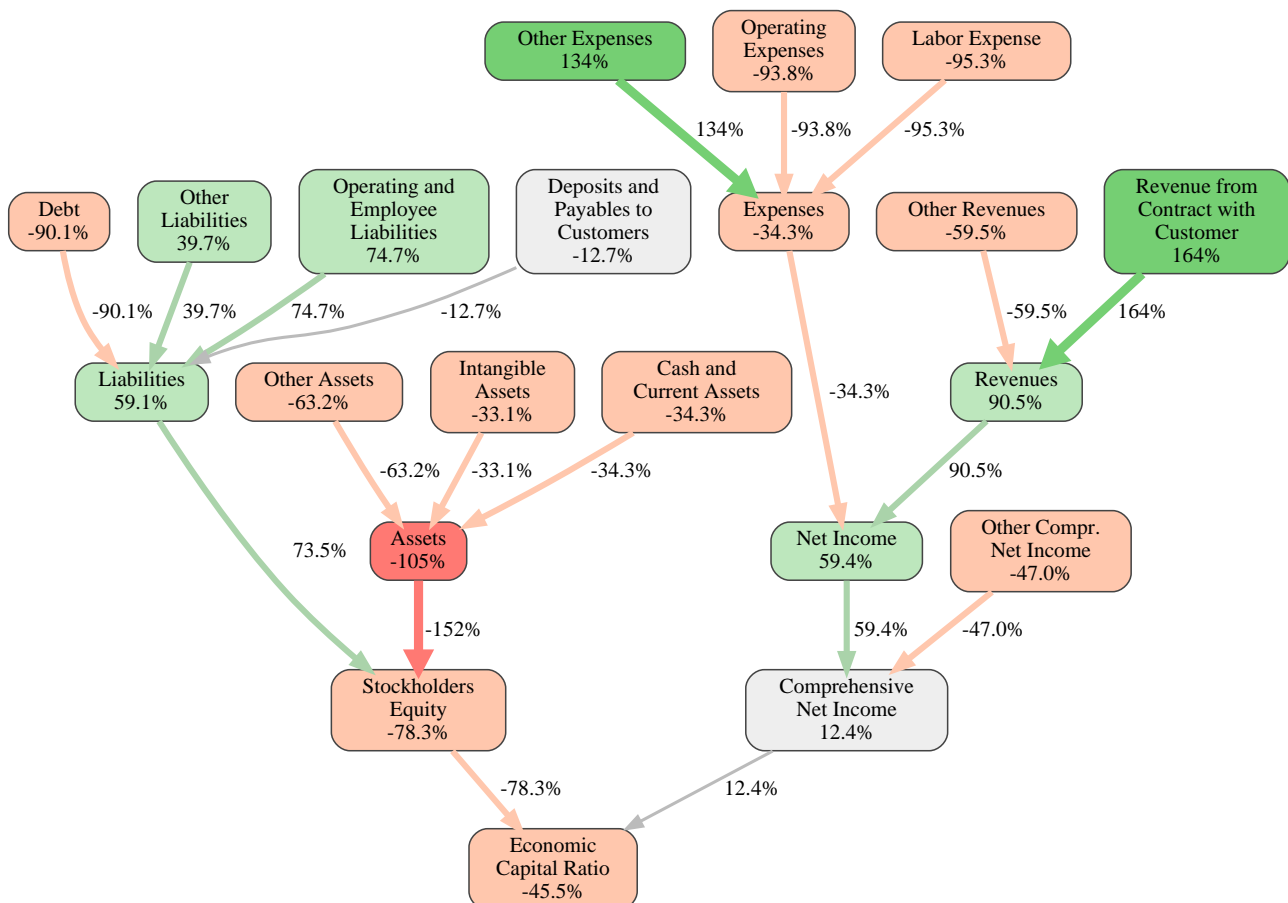 Other Expenses
134%
Operating
Expenses
-93.8%
Labor Expense
-95.3%
134%
-93.8%
-95.3%
Debt
-90.1%
Other
Liabilities
39.7%
Operating and
Employee
Liabilities
74.7%
Deposits and
Payables to
Customers
-12.7%
Expenses
-34.3%
Other Revenues
-59.5%
Revenue from
Contract with
Customer
164%
-90.1%
39.7%
74.7%
-12.7%
-59.5%
164%
Liabilities
59.1%
Other Assets
-63.2%
Intangible
Assets
-33.1%
Cash and
Current Assets
-34.3%
-34.3%
Revenues
90.5%
-63.2%
-33.1%
-34.3%
90.5%
73.5%
Assets
-105%
Net Income
59.4%
Other Compr.
Net Income
-47.0%
-152%
59.4%
-47.0%
Stockholders
Equity
-78.3%
Comprehensive
Net Income
12.4%
-78.3%
12.4%
Economic
Capital Ratio
-45.5%